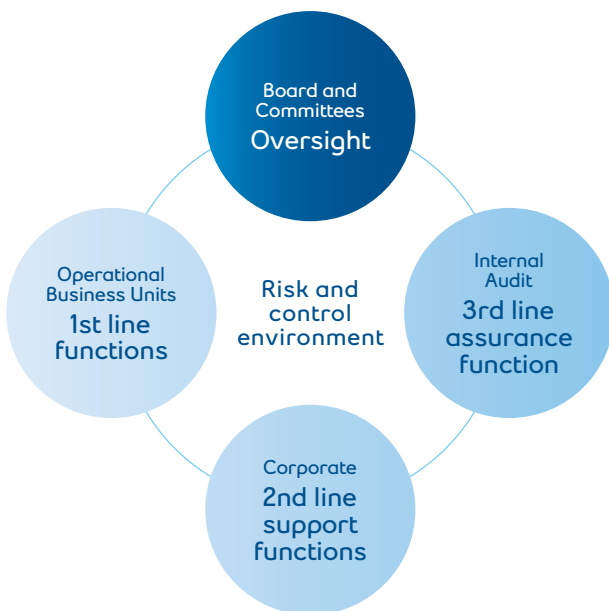 Board and
Committees
Oversight
Operational
Business Units
1st line
functions
Risk and
control
environment
Internal
Audit
3rd line
assurance
function
Corporate
2nd line
support
functions